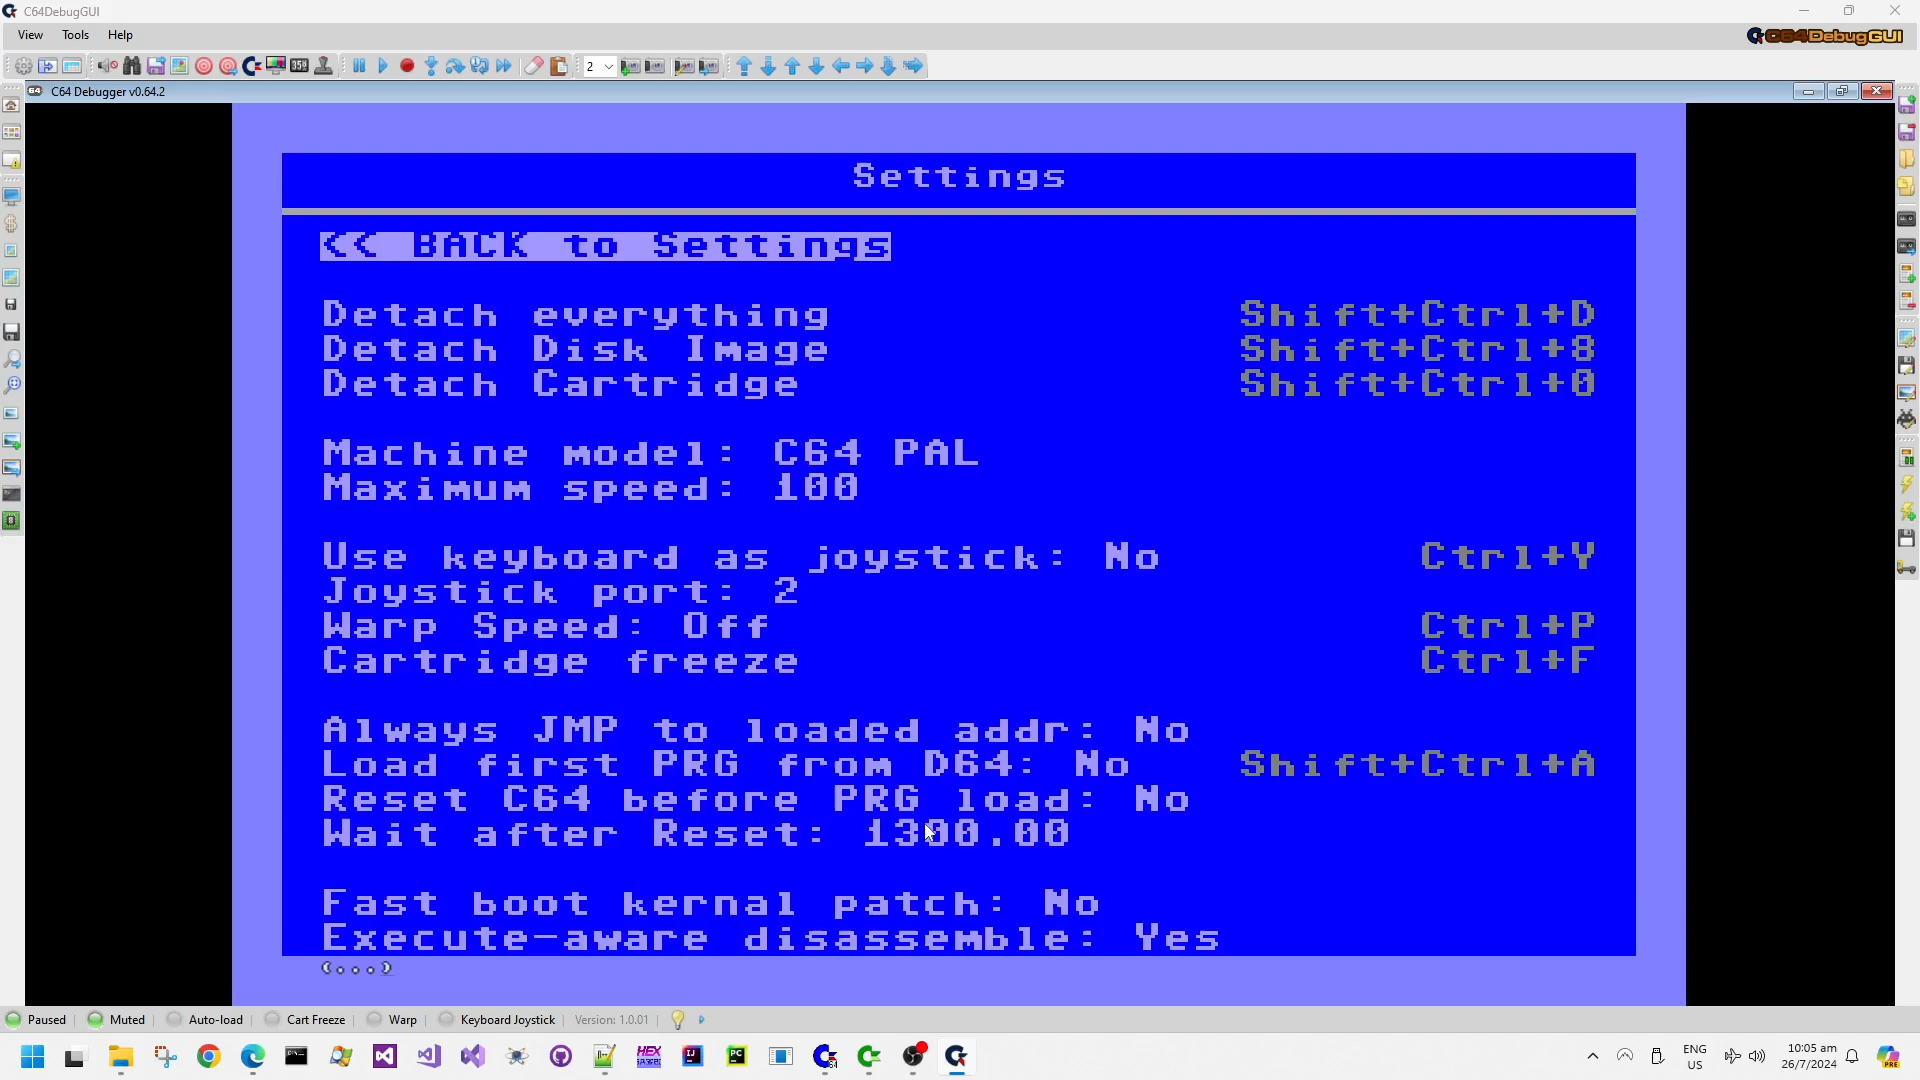 C64DebugGUI
View Tools Help
C64DebugGUI
358
2
C64 Debugger v0.64.2
Settings
<< BACK to Settings
Detach everything Shift+Ctrl+D
Detach Disk Image Shift+Ctrl+8
Detach Cartridge Shift+Ctrl+0
Machine model: C64 PAL
Maximum speed: 100
Use keyboard as joystick: No Ctrl+Y
Joystick port: 2
Warp Speed: Off Ctrl+P
Cartridge freeze Ctrl+F
Always JMP to loaded addr: No
Load first PRG from D64: No Shift+Ctrl+A
Reset C64 before PRG load: No
Wait after Reset: 1300.00
Fast boot kernal patch: No
Execute-aware disassemble: Yes
(....)
Paused Muted Auto-load Cart Freeze Warp Keyboard Joystick Version: 1.0.01
ENG
US
10:05 am
26/7/2024